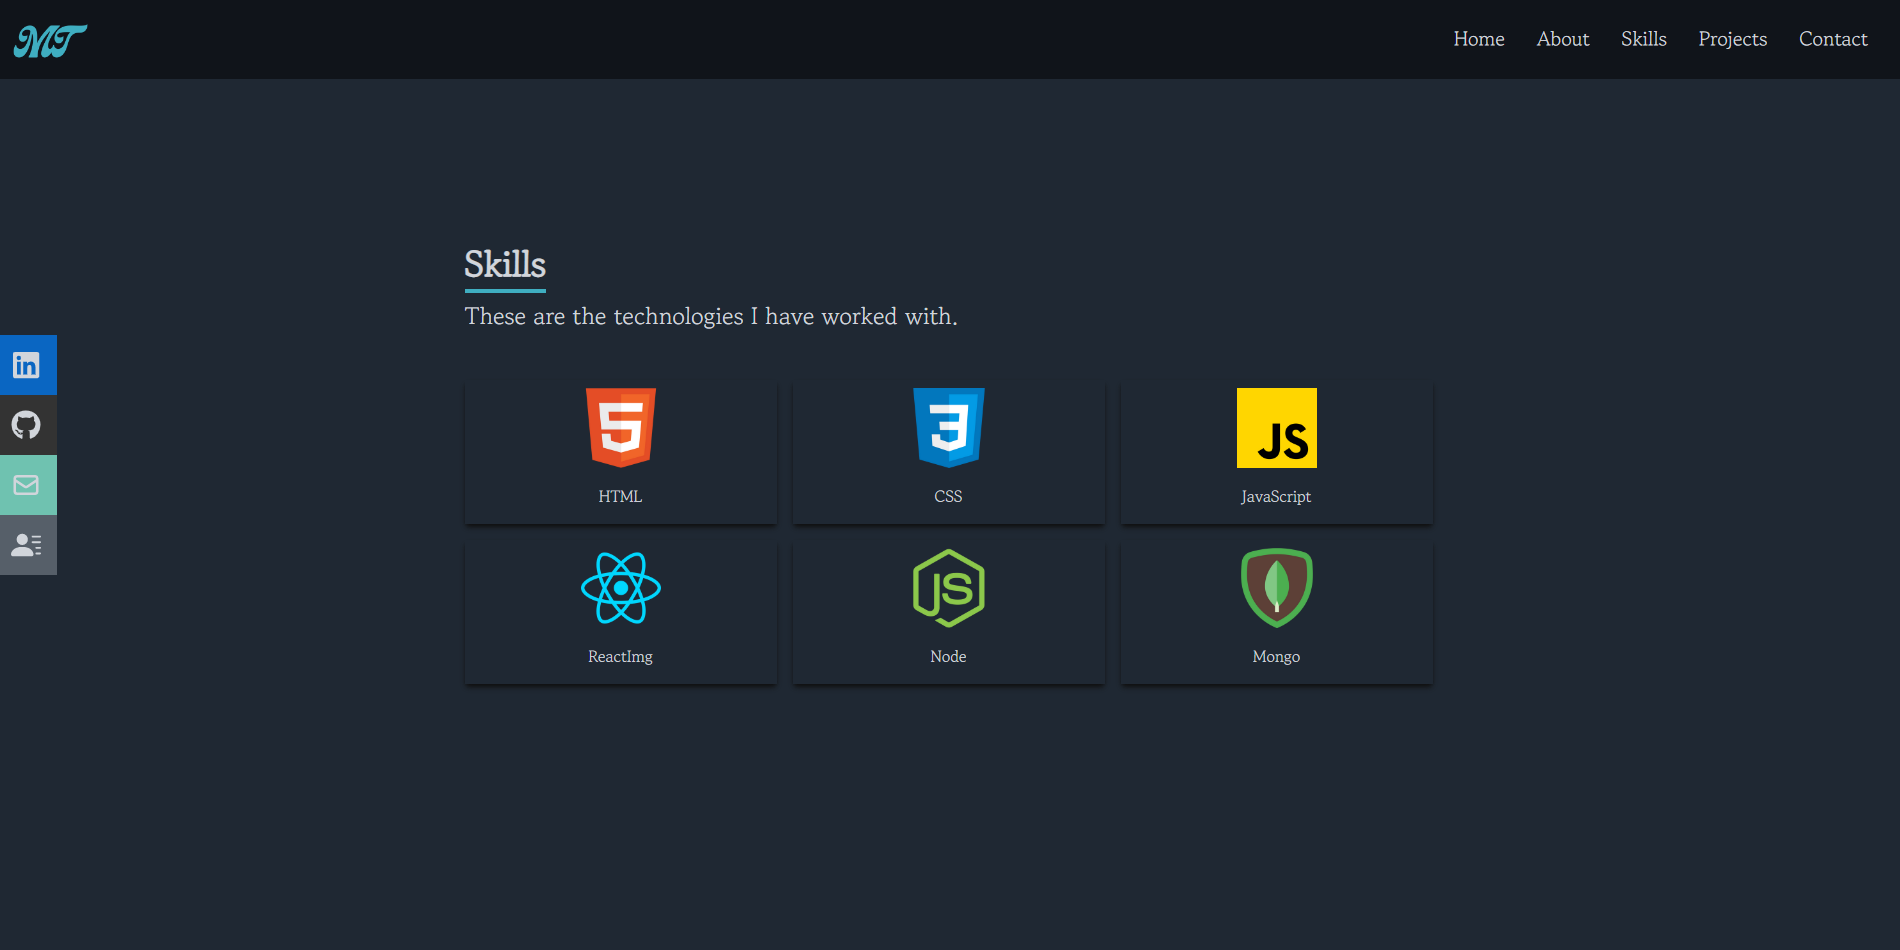 MT
Home About Skills Projects Contact
Skills
These are the technologies I have worked with.
in
5 3 JS
HTML CSS JavaScript
JS
ReactImg Node Mongo